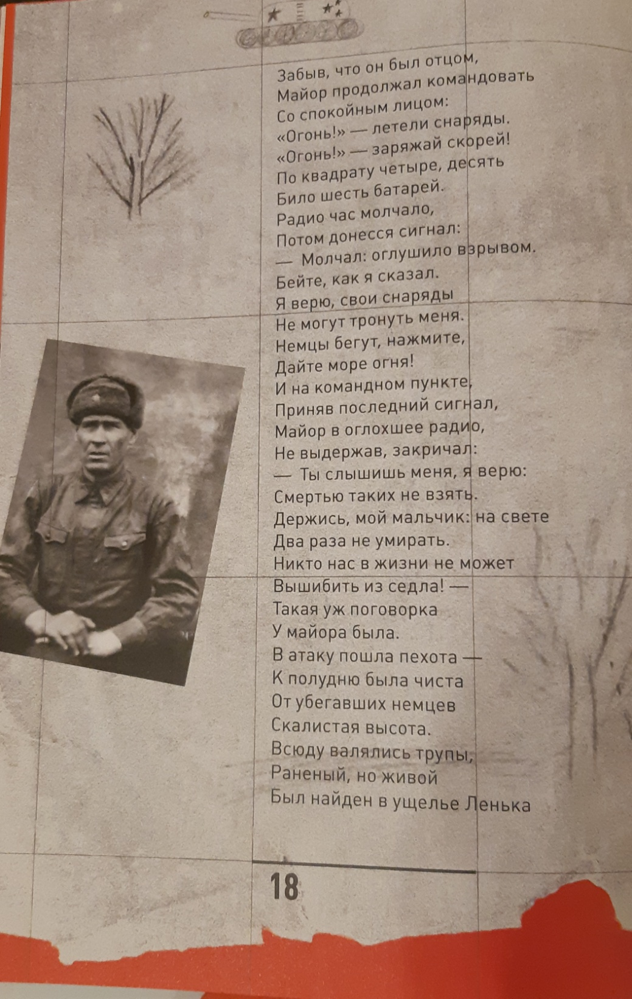 Забыв, что он был отцом,
Майор продолжал командовать
Со спокойным лицом:
«Огонь!» — летели снаряды.
«Огонь!» — заряжай скорей!
По квадрату четыре, десять
Било шесть батарей.
Радио час молчало,
Потом донесся сигнал:
— Молчал: оглушило взрывом.
Бейте, как я сказал.
Я верю, свои снаряды
Не могут тронуть меня.
Немцы бегут, нажмите,
Дайте море огня!
И на командном пункте,
Приняв последний сигнал,
Майор в оглохшее радио,
Не выдержав, закричал:
— Ты слышишь меня, я верю:
Смертью таких не взять.
Держись, мой мальчик: на свете
Два раза не умирать.
Никто нас в жизни не может
Вышибить из седла! —
Такая уж поговорка
У майора была.
В атаку пошла пехота —
К полудню была чиста
От убегавших немцев
Скалистая высота.
Всюду валялись трупы,
Раненый, но живой
Был найден в ущелье Ленька
18